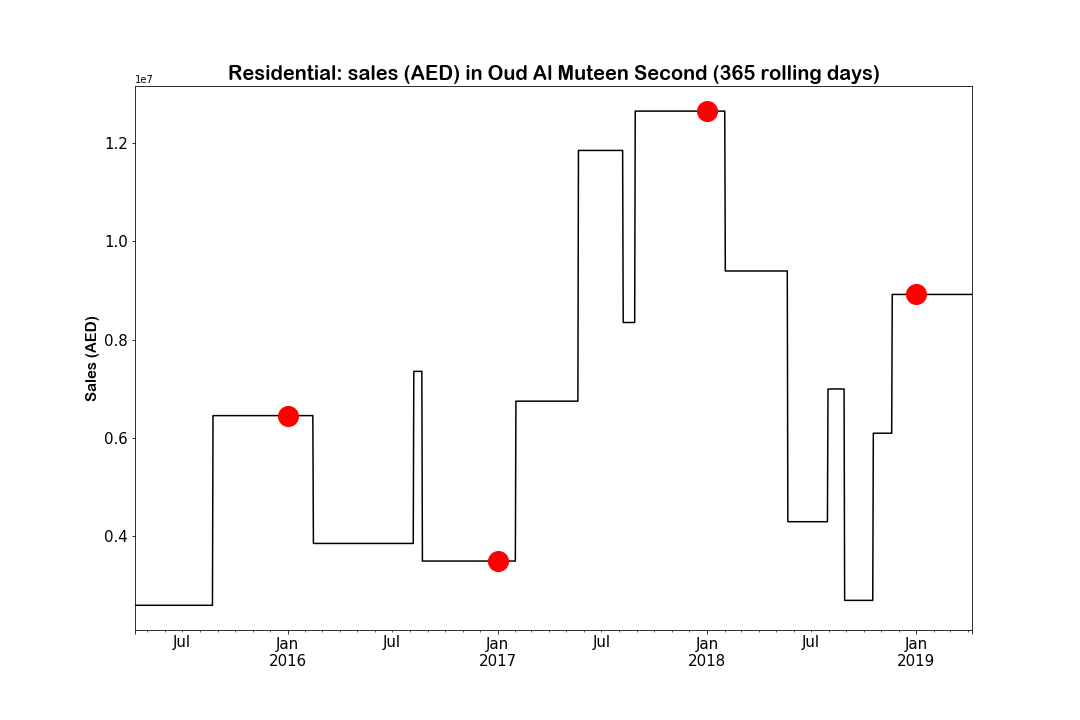 Residential: sales (AED) in Oud Al Muteen Second (365 rolling days)
1e7
1.2
1.0
0.8
0.6
0.4
Sales (AED)
Jul
Jan
2016
Jul
Jan
2017
Jul
Jan
2018
Jul
Jan
2019